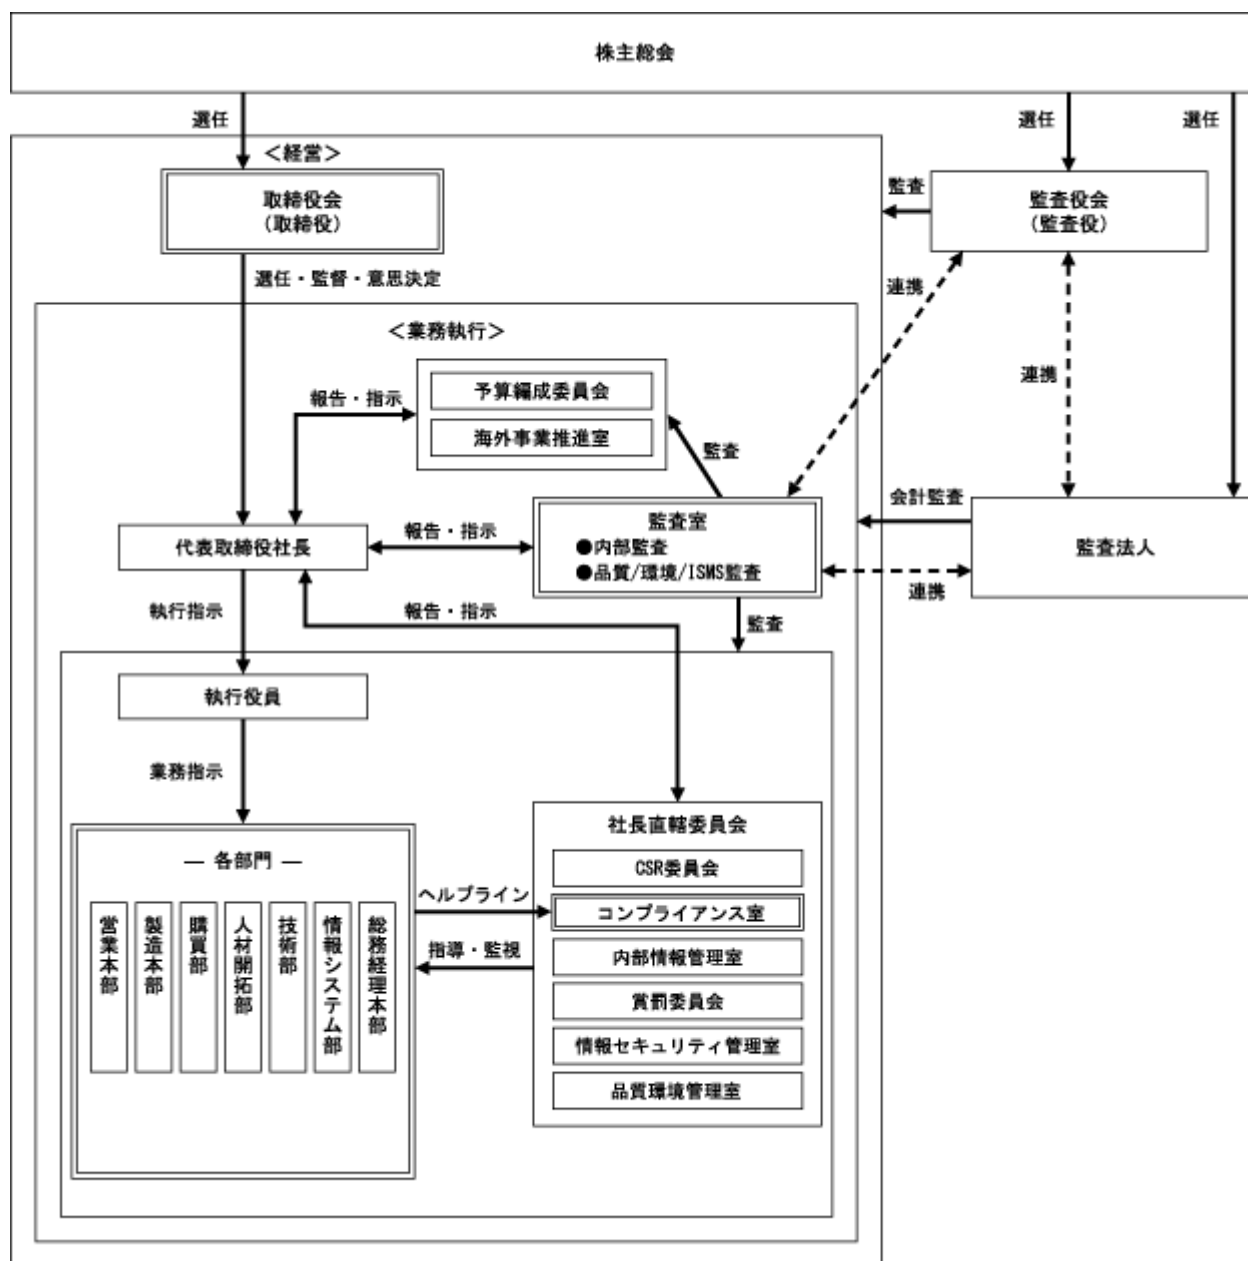 株主総会
選任
選任
選任
＜経営＞
取締役会
(取締役)
監査
監査役会
(監査役)
選任・監督・意思決定
連携
＜業務執行＞
予算編成委員会
報告・指示
海外事業推進室
監査
連携
会計監査
代表取締役社長
報告・指示
監査室
●内部監査
●品質/環境/ISMS監査
監査法人
連携
執行指示
報告・指示
監査
執行役員
業務指示
― 各部門 ―
営業本部
製造本部
購買部
人材開拓部
技術部
情報システム部
総務経理本部
ヘルプライン
指導・監視
社長直轄委員会
CSR委員会
コンプライアンス室
内部情報管理室
賞罰委員会
情報セキュリティ管理室
品質環境管理室